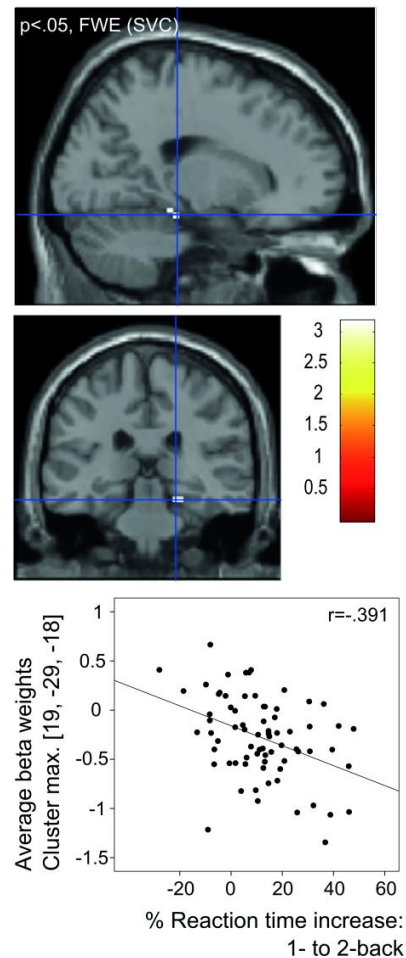 p<.05, FWE (SVC)
3
2.5
2
1.5
1
0.5
r=-.391
1
0.5
0
-0.5
-1
-1.5
Average beta weights
Cluster max. [19, -29, -18]
-20 0 20 40 60
% Reaction time increase:
1- to 2-back